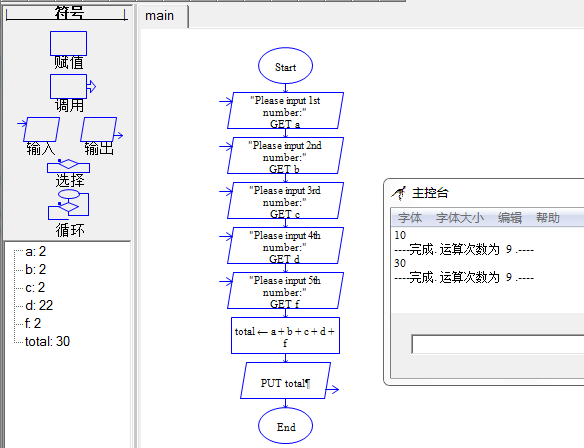 符号
赋值
调用
输入
输出
选择
循环
a: 2
b: 2
c: 2
d: 22
f: 2
total: 30
main
Start
"Please input 1st
number:"
GET a
"Please input 2nd
number:"
GET b
"Please input 3rd
number:"
GET c
"Please input 4th
number:"
GET d
"Please input 5th
number:"
GET f
total ← a + b + c + d +
f
PUT total¶
End
主控台
字体 字体大小 编辑 帮助
10
----完成. 运算次数为 9 .----
30
----完成. 运算次数为 9 .----